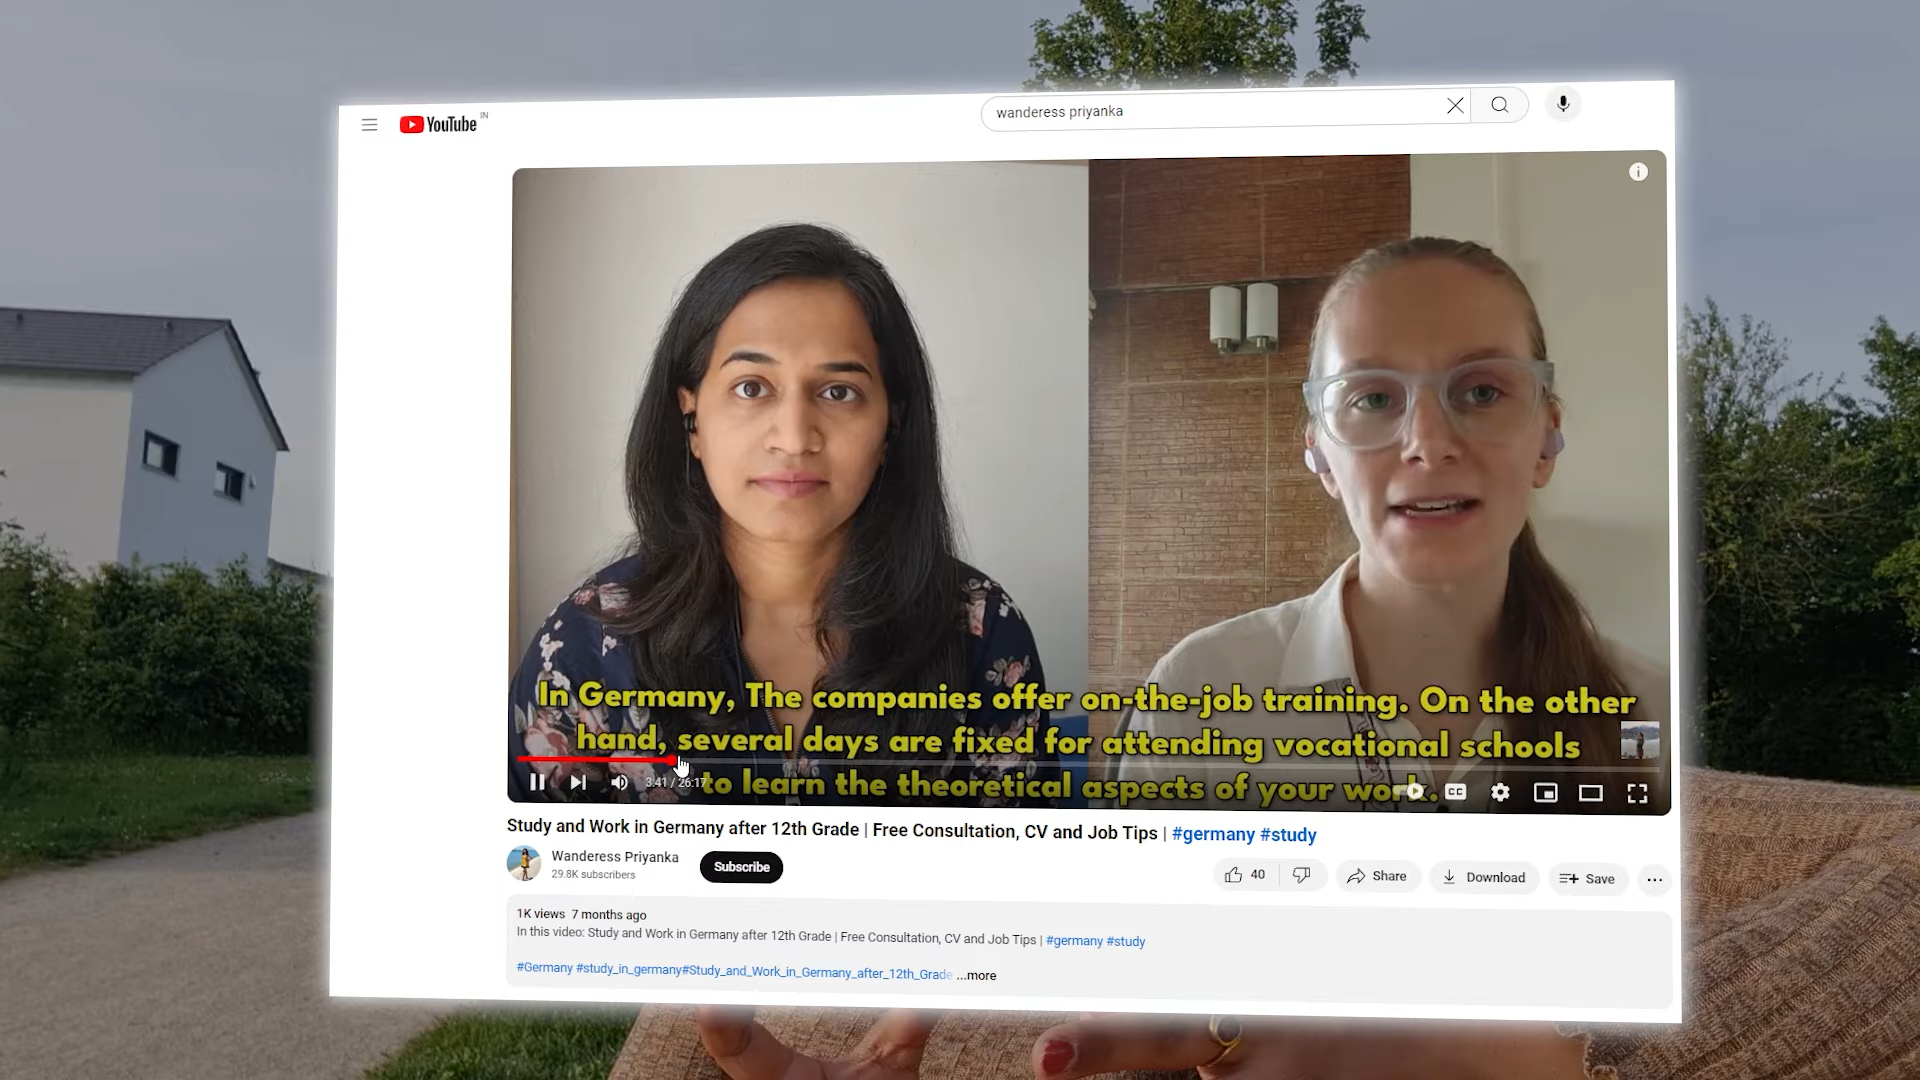 YouTube IN
wanderess priyanka
In Germany, The companies offer on-the-job training. On the other
hand, several days are fixed for attending vocational schools
to learn the theoretical aspects of your work.
3:41 / 26:17
CC
Study and Work in Germany after 12th Grade | Free Consultation, CV and Job Tips | #germany #study
Wanderess Priyanka
29.8K subscribers
Subscribe
40
Share
Download
Save
1K views 7 months ago
In this video: Study and Work in Germany after 12th Grade | Free Consultation, CV and Job Tips | #germany #study
#Germany #study_in_germany#Study_and_Work_in_Germany_after_12th_Grade ...more